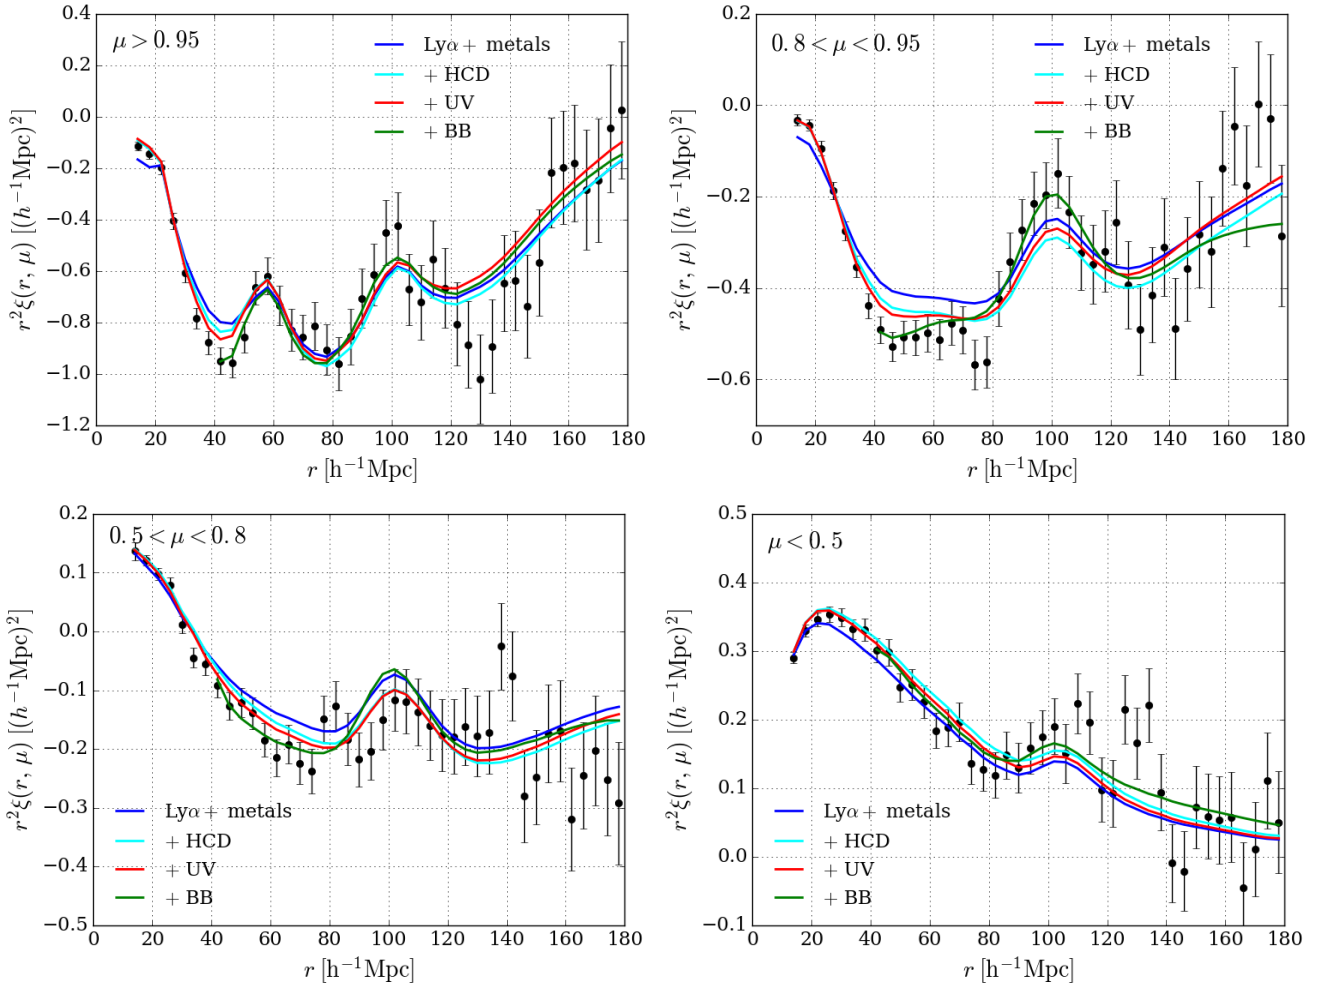 μ > 0.95
Lyα+ metals
+ HCD
+ UV
+ BB
0.4
0.2
0.0
−0.2
−0.4
−0.6
−0.8
−1.0
−1.2
r²ξ(r, μ) [(h⁻¹Mpc)²]
0 20 40 60 80 100 120 140 160 180
r [h⁻¹Mpc]
0.8 < μ < 0.95
Lyα+ metals
+ HCD
+ UV
+ BB
0.2
0.0
−0.2
−0.4
−0.6
r²ξ(r, μ) [(h⁻¹Mpc)²]
0 20 40 60 80 100 120 140 160 180
r [h⁻¹Mpc]
0.5 < μ < 0.8
0.2
0.1
0.0
−0.1
−0.2
−0.3
−0.4
−0.5
r²ξ(r, μ) [(h⁻¹Mpc)²]
Lyα+ metals
+ HCD
+ UV
+ BB
0 20 40 60 80 100 120 140 160 180
r [h⁻¹Mpc]
μ < 0.5
0.5
0.4
0.3
0.2
0.1
0.0
−0.1
r²ξ(r, μ) [(h⁻¹Mpc)²]
Lyα+ metals
+ HCD
+ UV
+ BB
0 20 40 60 80 100 120 140 160 180
r [h⁻¹Mpc]